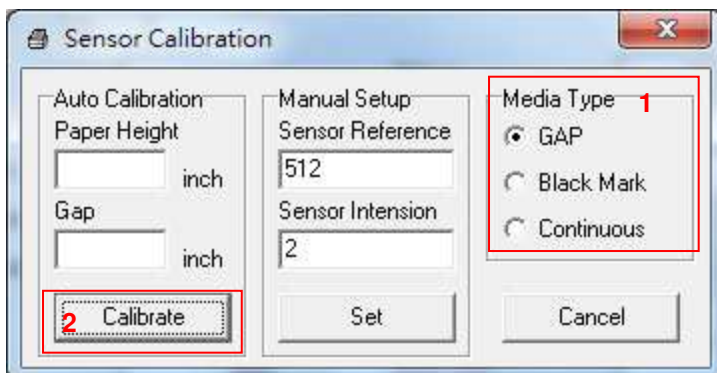 Sensor Calibration
Auto Calibration
Paper Height
inch
Gap
inch
2 Calibrate
Manual Setup
Sensor Reference
512
Sensor Intension
2
Set
Media Type 1
GAP
Black Mark
Continuous
Cancel